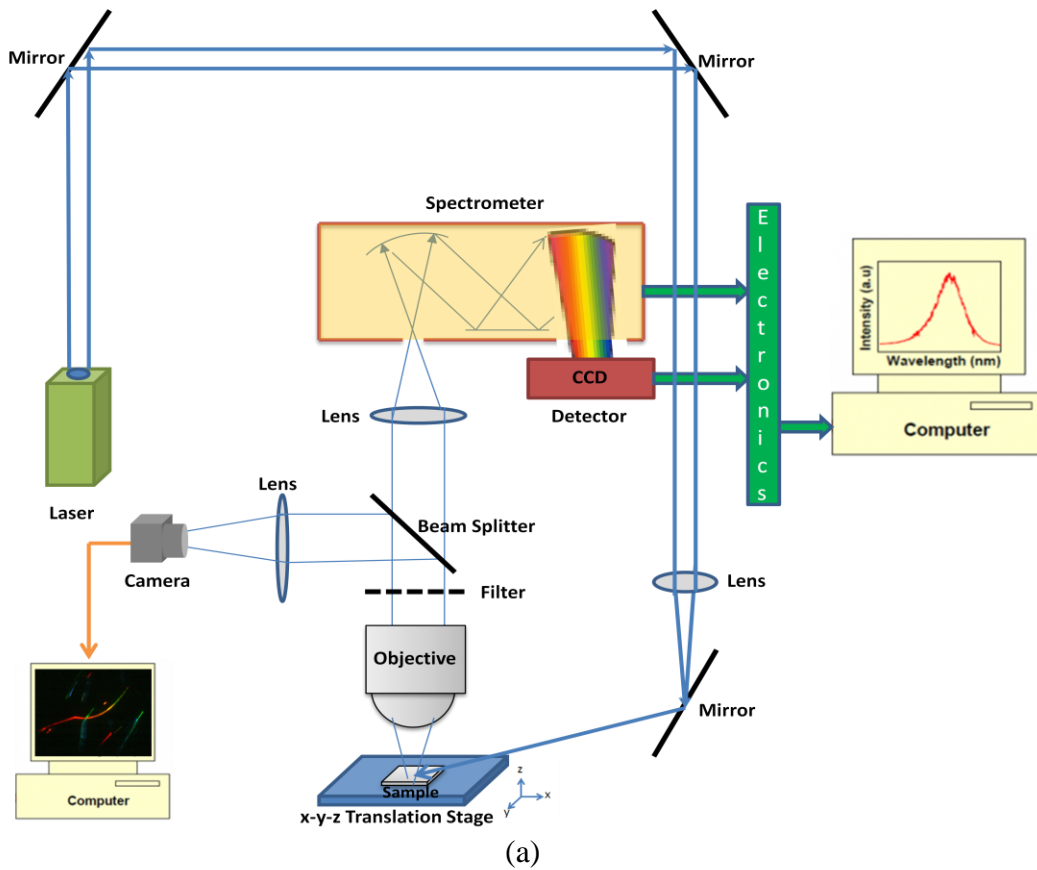 Mirror
Mirror
Spectrometer
Electronics
Intensity (a.u)
Wavelength (nm)
CCD
Detector
Computer
Lens
Laser
Lens
Beam Splitter
Camera
Filter
Lens
Objective
Mirror
Computer
Sample
x-y-z Translation Stage
z
x
y
(a)